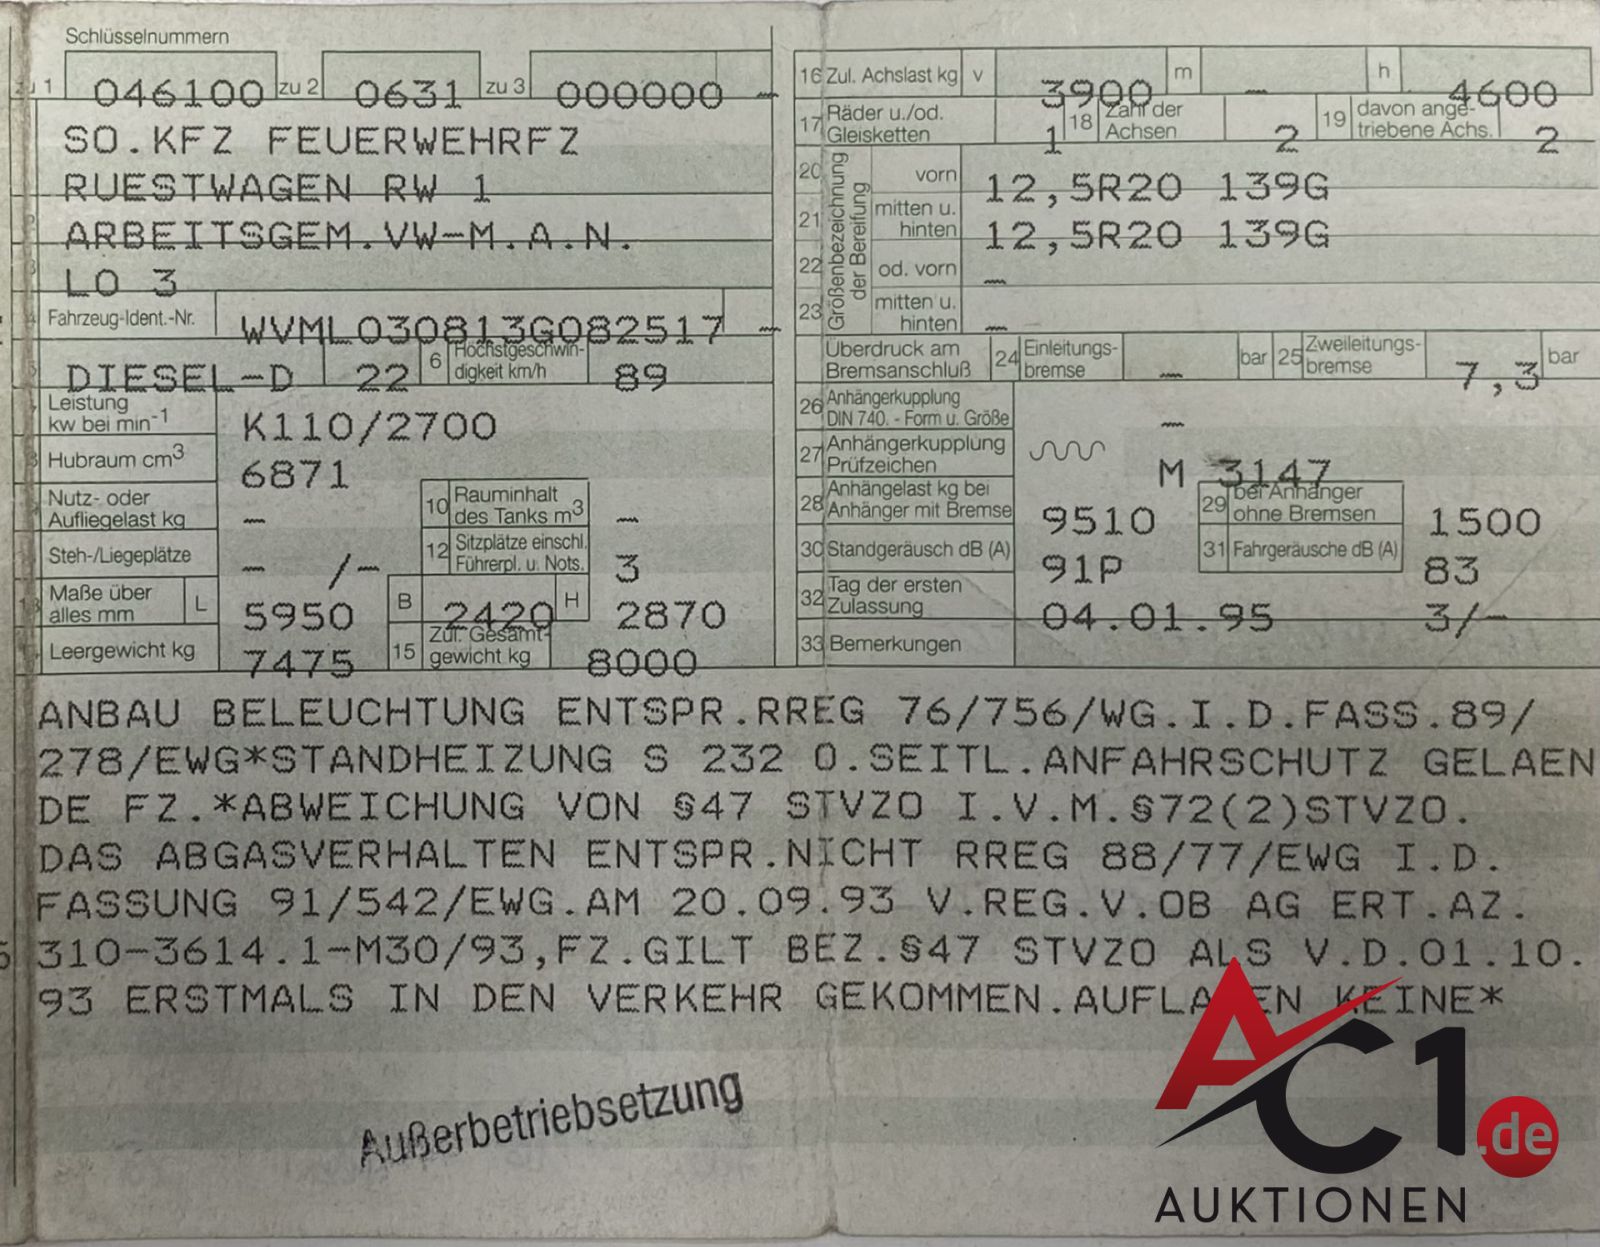 Schlüsselnummern
zu 1 046100 zu 2 0631 zu 3 000000 —
SO.KFZ FEUERWEHRFZ
RUESTWAGEN RW 1
ARBEITSGEM.VW-M.A.N.
LO 3
Fahrzeug-Ident.-Nr. WVML030813G082517 —
DIESEL-D 22 6 Höchstgeschwin-
digkeit km/h 89
Leistung
kw bei min-1 K110/2700
Hubraum cm3 6871
Nutz- oder
Aufliegelast kg — 10 Rauminhalt
des Tanks m3 —
Steh-/Liegeplätze — /— 12 Sitzplätze einschl.
Führerpl. u. Nots. 3
Maße über
alles mm L 5950 B 2420 H 2870
Leergewicht kg 7475 15 Zul. Gesamt-
gewicht kg 8000
16 Zul. Achslast kg v 3900 m — h 4600
17 Räder u./od.
Gleisketten 1 18 Zahl der
Achsen 2 19 davon ange-
triebene Achs. 2
Größenbezeichnung
der Bereifung
20 vorn 12,5R20 139G
21 mitten u.
hinten 12,5R20 139G
22 od. vorn —
23 mitten u.
hinten —
Überdruck am
Bremsanschluß 24 Einleitungs-
bremse — bar 25 Zweileitungs-
bremse 7,3 bar
26 Anhängerkupplung
DIN 740. - Form u. Größe —
27 Anhängerkupplung
Prüfzeichen M 3147
28 Anhängelast kg bei
Anhänger mit Bremse 9510 29 bei Anhänger
ohne Bremsen 1500
30 Standgeräusch dB (A) 91P 31 Fahrgeräusche dB (A) 83
32 Tag der ersten
Zulassung 04.01.95 3/—
33 Bemerkungen
ANBAU BELEUCHTUNG ENTSPR.RREG 76/756/WG.I.D.FASS.89/
278/EWG*STANDHEIZUNG S 232 O.SEITL.ANFAHRSCHUTZ GELAEN
DE FZ.*ABWEICHUNG VON §47 STVZO I.V.M.§72(2)STVZO.
DAS ABGASVERHALTEN ENTSPR.NICHT RREG 88/77/EWG I.D.
FASSUNG 91/542/EWG.AM 20.09.93 V.REG.V.OB AG ERT.AZ.
310-3614.1-M30/93,FZ.GILT BEZ.§47 STVZO ALS V.D.01.10.
93 ERSTMALS IN DEN VERKEHR GEKOMMEN.AUFLAGEN KEINE*
Außerbetriebsetzung
AC1.de
AUKTIONEN